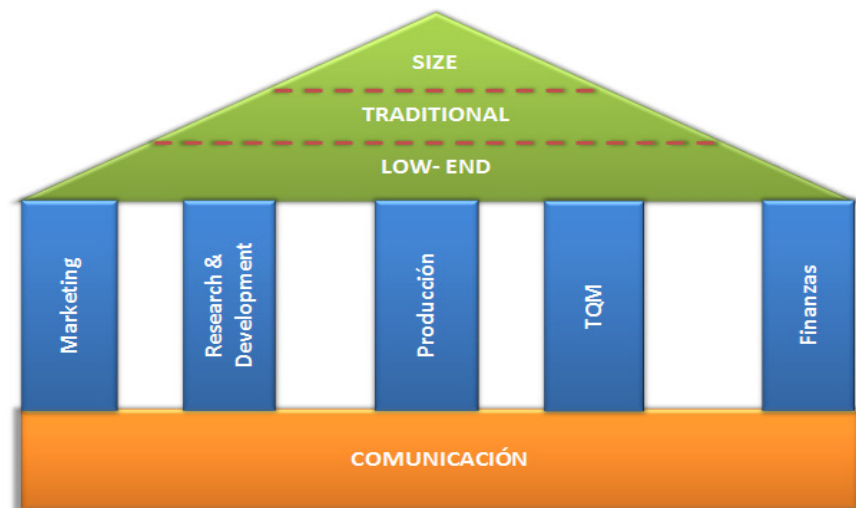 SIZE
TRADITIONAL
LOW- END
Marketing
Research &
Development
Producción
TQM
Finanzas
COMUNICACIÓN